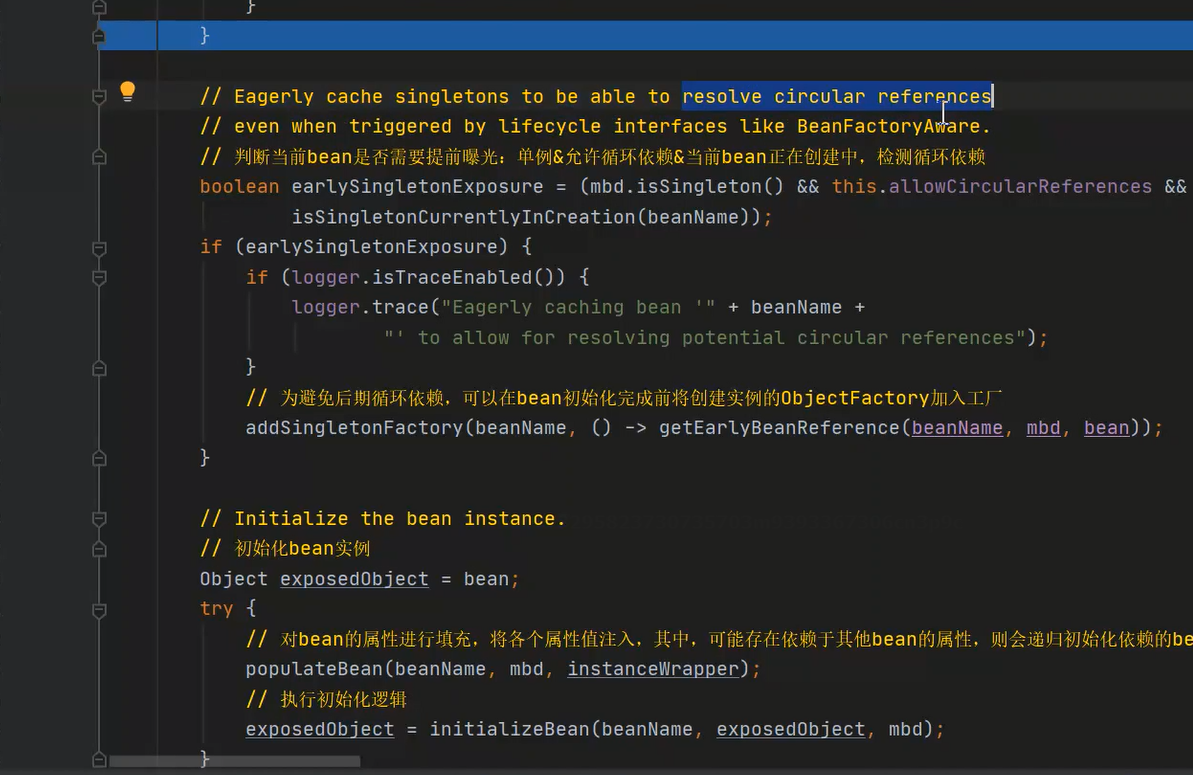 }
}
// Eagerly cache singletons to be able to resolve circular references
// even when triggered by lifecycle interfaces like BeanFactoryAware.
// 判断当前bean是否需要提前曝光：单例&允许循环依赖&当前bean正在创建中，检测循环依赖
boolean earlySingletonExposure = (mbd.isSingleton() && this.allowCircularReferences &&
isSingletonCurrentlyInCreation(beanName));
if (earlySingletonExposure) {
if (logger.isTraceEnabled()) {
logger.trace("Eagerly caching bean '" + beanName +
"' to allow for resolving potential circular references");
}
// 为避免后期循环依赖，可以在bean初始化完成前将创建实例的ObjectFactory加入工厂
addSingletonFactory(beanName, () -> getEarlyBeanReference(beanName, mbd, bean));
}
// Initialize the bean instance.
// 初始化bean实例
Object exposedObject = bean;
try {
// 对bean的属性进行填充，将各个属性值注入，其中，可能存在依赖于其他bean的属性，则会递归初始化依赖的be
populateBean(beanName, mbd, instanceWrapper);
// 执行初始化逻辑
exposedObject = initializeBean(beanName, exposedObject, mbd);
}